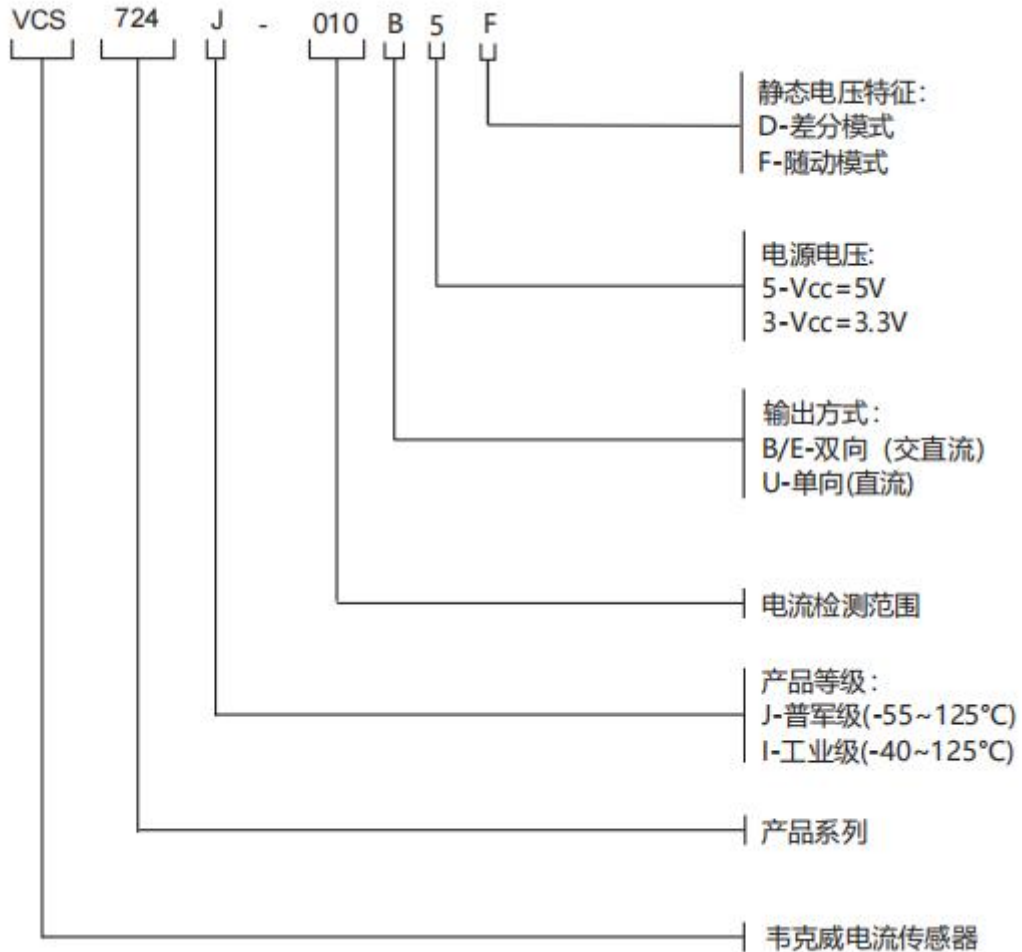 VCS 724 J - 010 B 5 F
静态电压特征：
D-差分模式
F-随动模式
电源电压:
5-Vcc=5V
3-Vcc=3.3V
输出方式：
B/E-双向（交直流）
U-单向(直流)
电流检测范围
产品等级：
J-普军级(-55~125℃)
I-工业级(-40~125℃)
产品系列
韦克威电流传感器